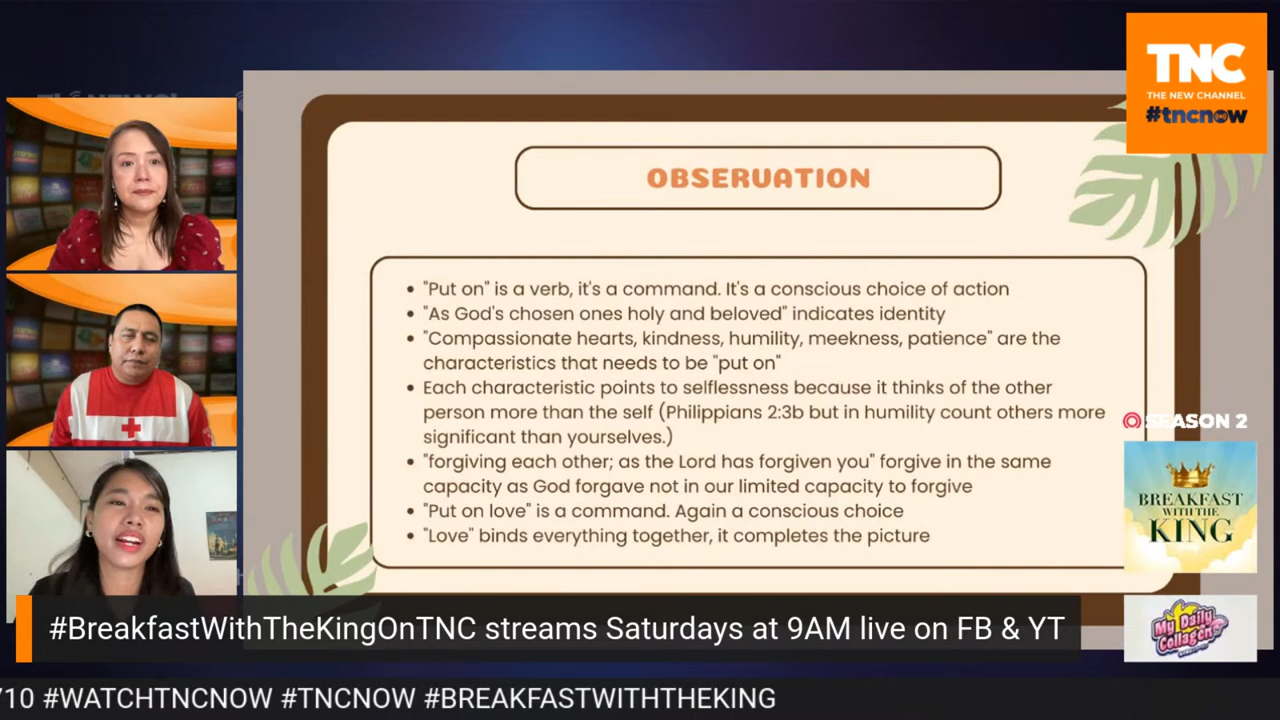 TNC
THE NEW CHANNEL
#tncnow
OBSERVATION
• "Put on" is a verb, it's a command. It's a conscious choice of action
• "As God's chosen ones holy and beloved" indicates identity
• "Compassionate hearts, kindness, humility, meekness, patience" are the
characteristics that needs to be "put on"
• Each characteristic points to selflessness because it thinks of the other
person more than the self (Philippians 2:3b but in humility count others more
significant than yourselves.)
• "forgiving each other; as the Lord has forgiven you" forgive in the same
capacity as God forgave not in our limited capacity to forgive
• "Put on love" is a command. Again a conscious choice
• "Love" binds everything together, it completes the picture
SEASON 2
BREAKFAST
WITH THE
KING
My Daily
Collagen
#BreakfastWithTheKingOnTNC streams Saturdays at 9AM live on FB & YT
/10 #WATCHTNCNOW #TNCNOW #BREAKFASTWITHTHEKING